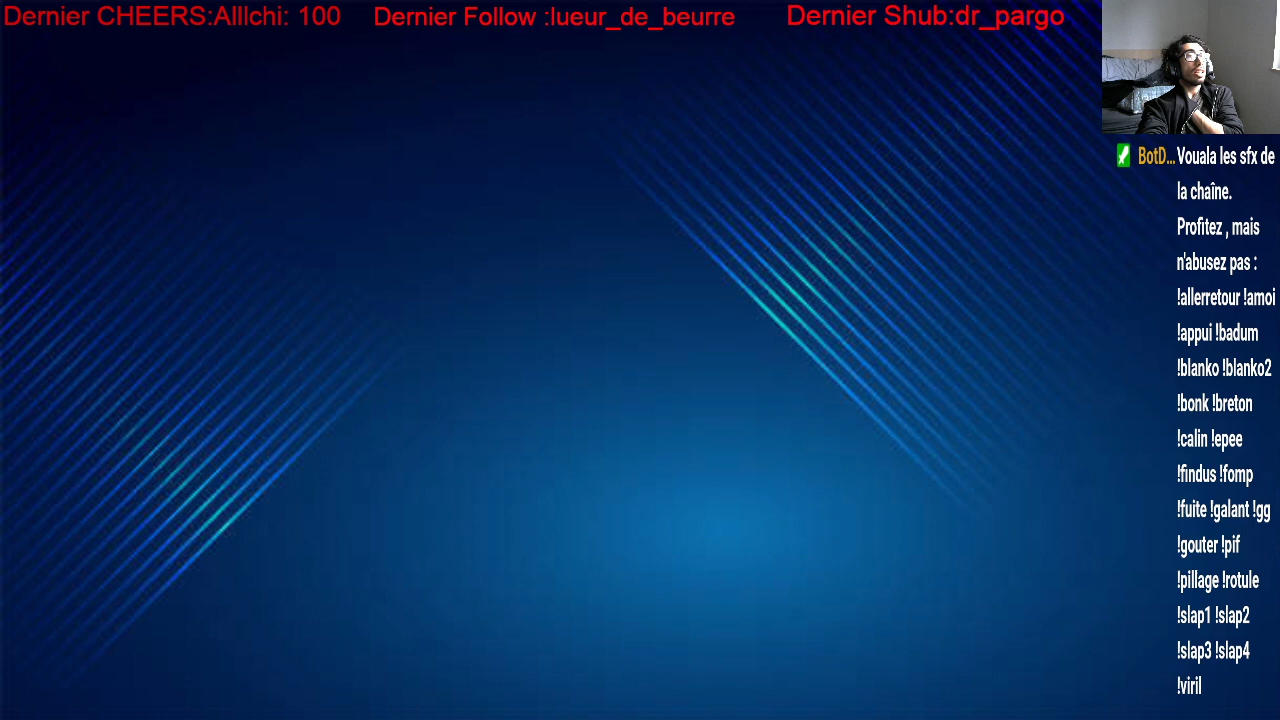 Dernier CHEERS:Alllchi: 100
Dernier Follow :lueur_de_beurre
Dernier Shub:dr_pargo
BotD... Vouala les sfx de
la chaîne.
Profitez , mais
n'abusez pas :
!allerretour !amoi
!appui !badum
!blanko !blanko2
!bonk !breton
!calin !epee
!findus !fomp
!fuite !galant !gg
!gouter !pif
!pillage !rotule
!slap1 !slap2
!slap3 !slap4
!viril